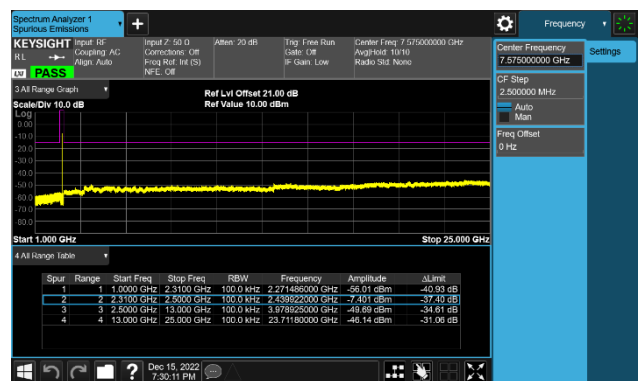 Spectrum Analyzer 1
Spurious Emissions
Frequency
KEYSIGHT
RL
LXI
PASS
Input: RF
Coupling: AC
Align: Auto
Input Z: 50 Ω
Corrections: Off
Freq Ref: Int (S)
NFE: Off
Atten: 20 dB
Trig: Free Run
Gate: Off
IF Gain: Low
Center Freq: 7.575000000 GHz
Avg|Hold: 10/10
Radio Std: None
Center Frequency
7.575000000 GHz
Settings
CF Step
2.500000 MHz
Auto
Man
Freq Offset
0 Hz
3 All Range Graph
Scale/Div 10.0 dB
Ref Lvl Offset 21.00 dB
Ref Value 10.00 dBm
Log
0.00
-10.0
-20.0
-30.0
-40.0
-50.0
-60.0
-70.0
-80.0
Start 1.000 GHz
Stop 25.000 GHz
4 All Range Table
Spur Range Start Freq Stop Freq RBW Frequency Amplitude ΔLimit
1 1 1.0000 GHz 2.3100 GHz 100.0 kHz 2.271486000 GHz -56.01 dBm -40.93 dB
2 2 2.3100 GHz 2.5000 GHz 100.0 kHz 2.439922000 GHz -7.401 dBm -37.40 dB
3 3 2.5000 GHz 13.000 GHz 100.0 kHz 3.978925000 GHz -49.69 dBm -34.61 dB
4 4 13.000 GHz 25.000 GHz 100.0 kHz 23.71180000 GHz -46.14 dBm -31.06 dB
Dec 15, 2022
7:30:11 PM